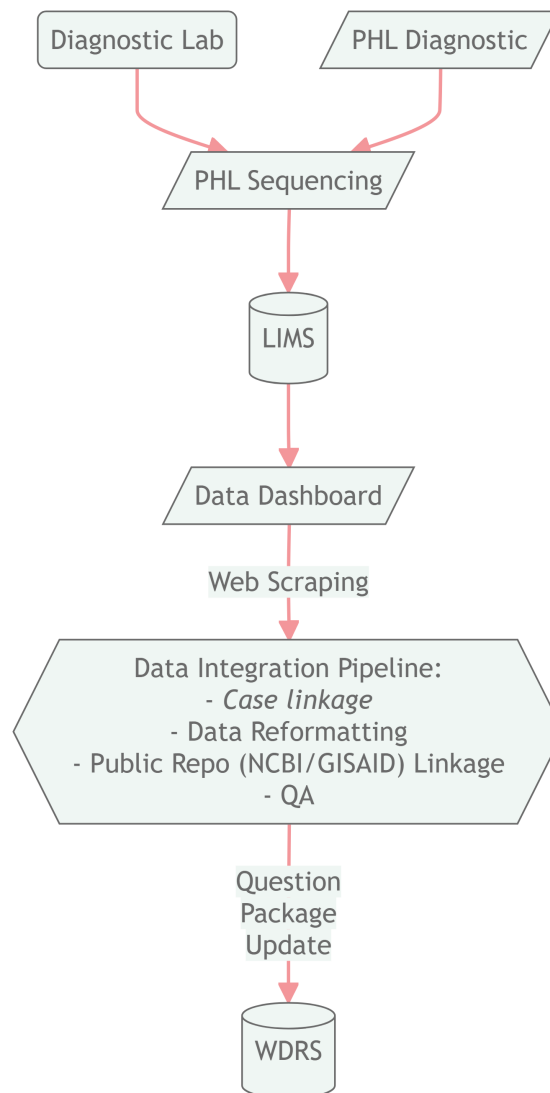 Diagnostic Lab
PHL Diagnostic
PHL Sequencing
LIMS
Data Dashboard
Web Scraping
Data Integration Pipeline:
- Case linkage
- Data Reformatting
- Public Repo (NCBI/GISAID) Linkage
- QA
Question
Package
Update
WDRS